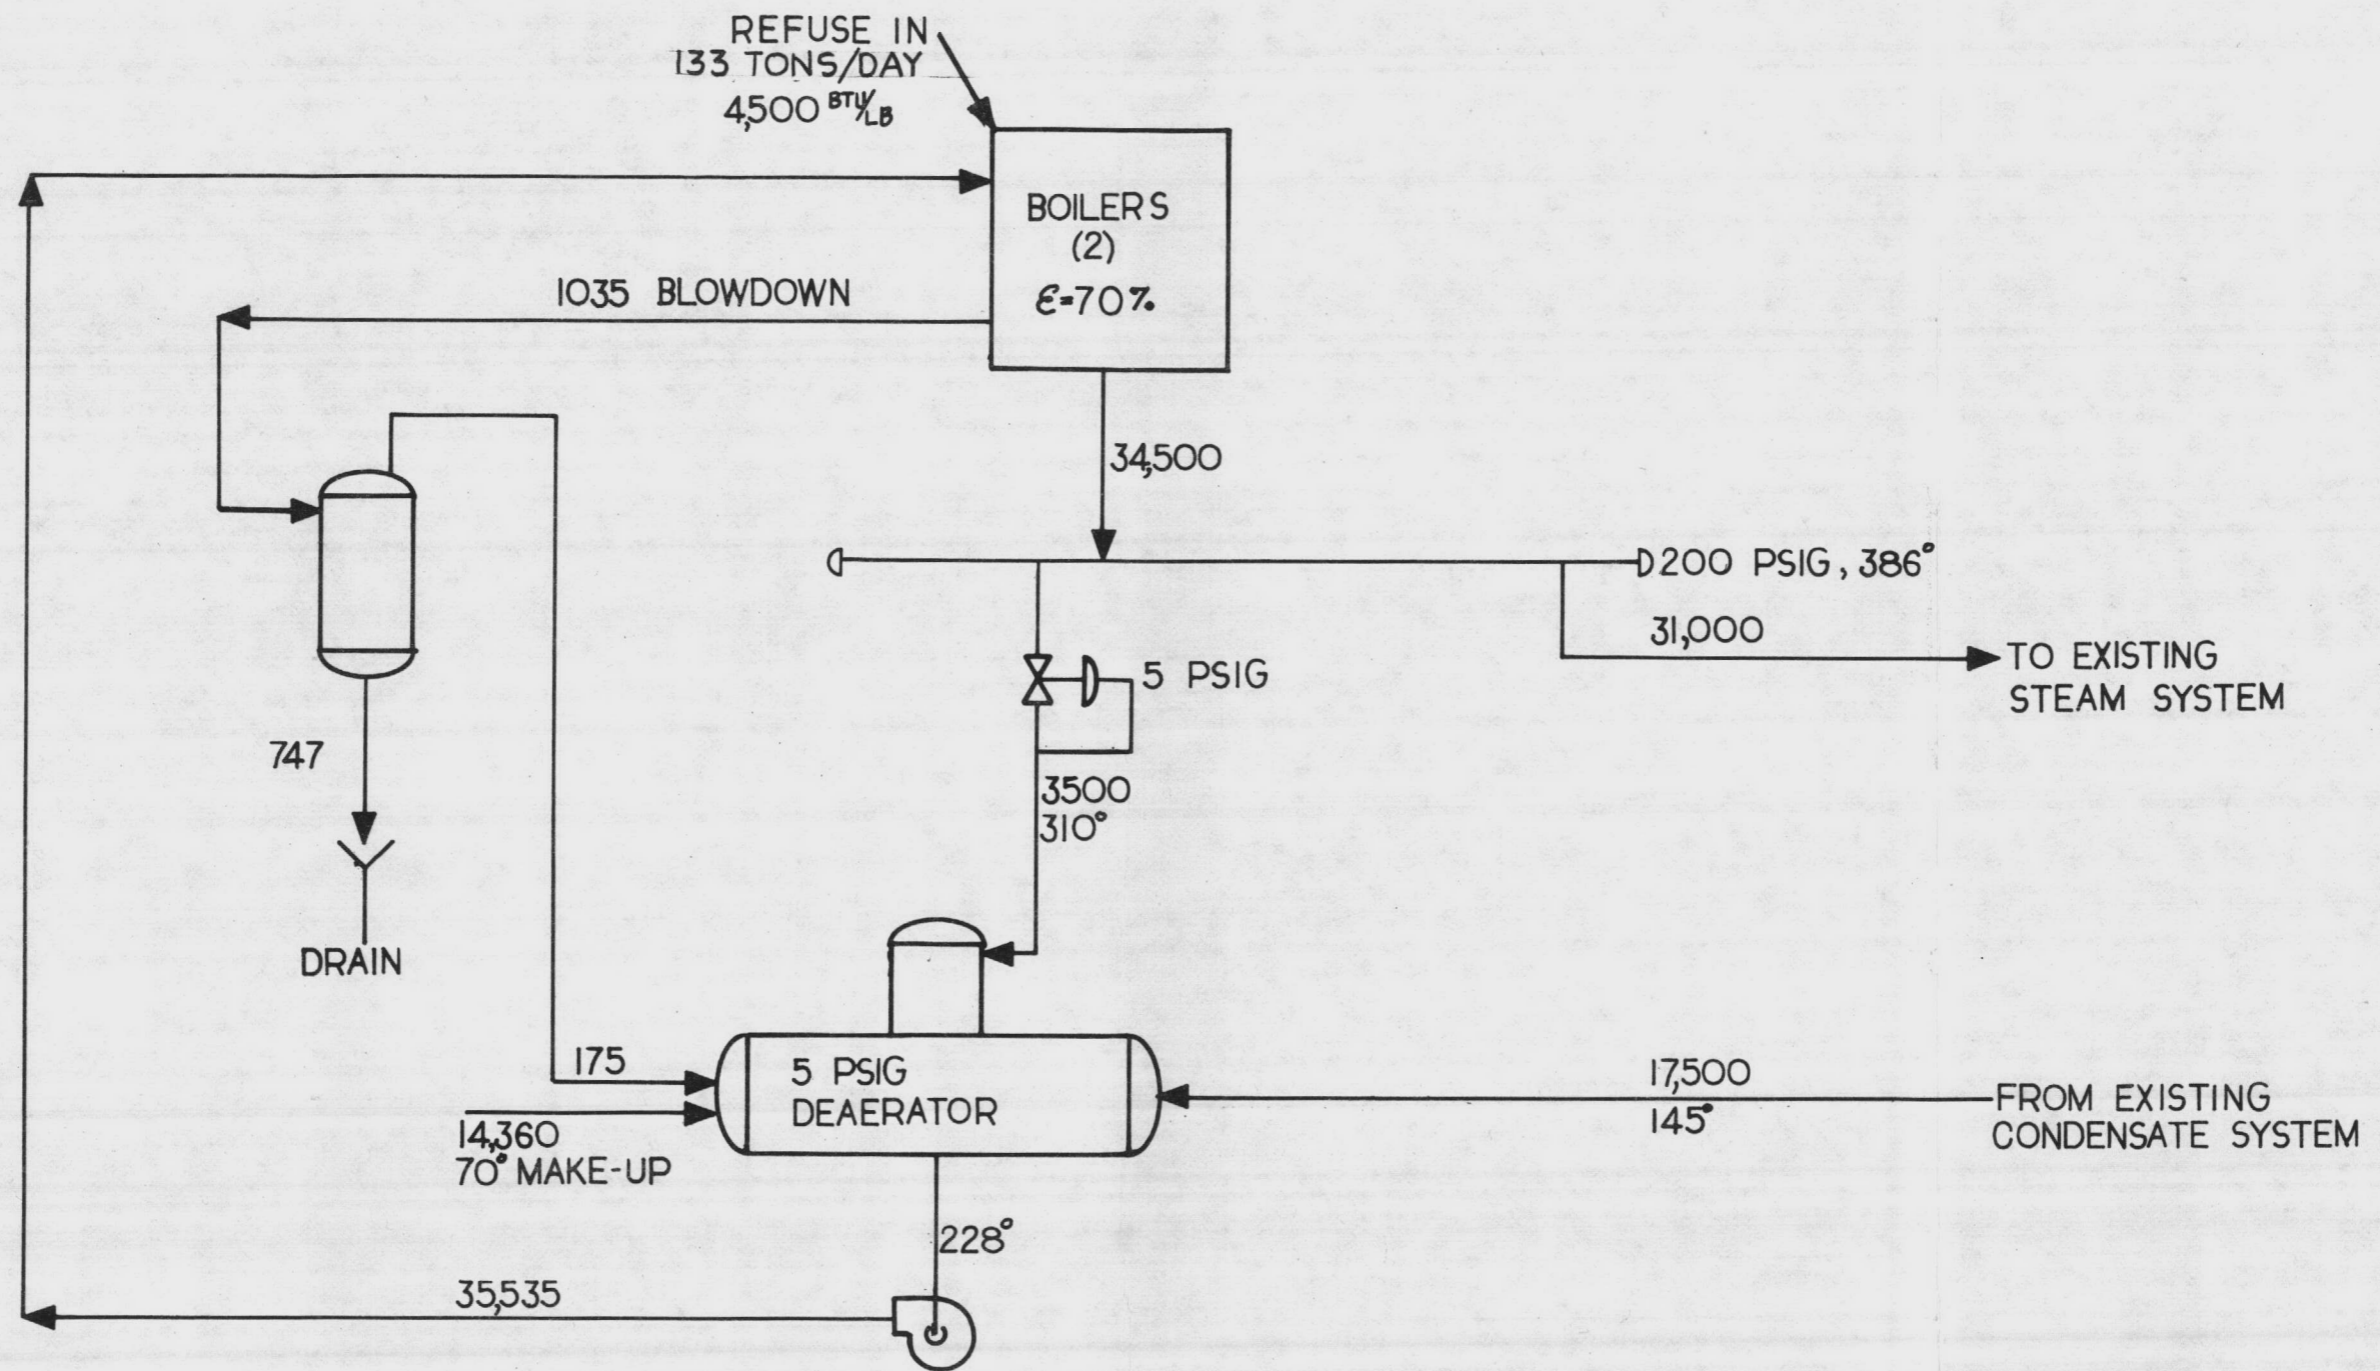 REFUSE IN
133 TONS/DAY
4,500 BTU/LB
BOILERS
(2)
ε=70%
1035 BLOWDOWN
34,500
200 PSIG, 386°
31,000
TO EXISTING
STEAM SYSTEM
5 PSIG
747
3500
310°
DRAIN
175
5 PSIG
DEAERATOR
17,500
145°
FROM EXISTING
CONDENSATE SYSTEM
14,360
70° MAKE-UP
228°
35,535